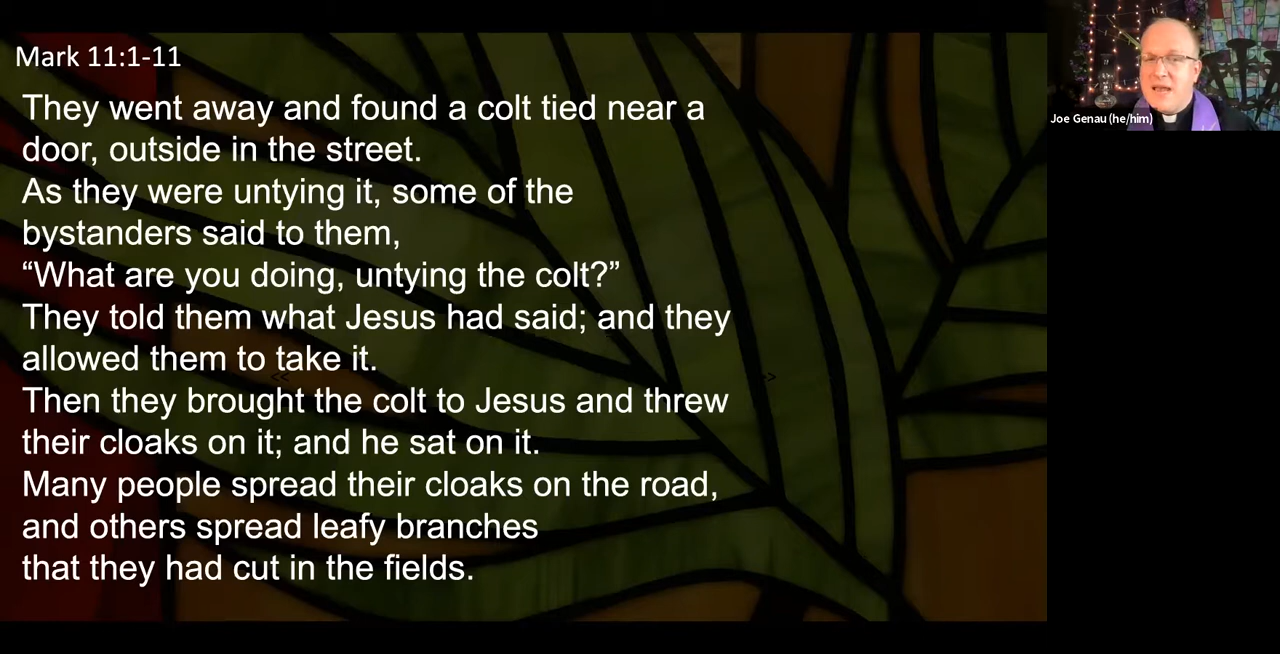 Mark 11:1-11
They went away and found a colt tied near a
door, outside in the street.
As they were untying it, some of the
bystanders said to them,
“What are you doing, untying the colt?”
They told them what Jesus had said; and they
allowed them to take it.
Then they brought the colt to Jesus and threw
their cloaks on it; and he sat on it.
Many people spread their cloaks on the road,
and others spread leafy branches
that they had cut in the fields.
Joe Genau (he/him)